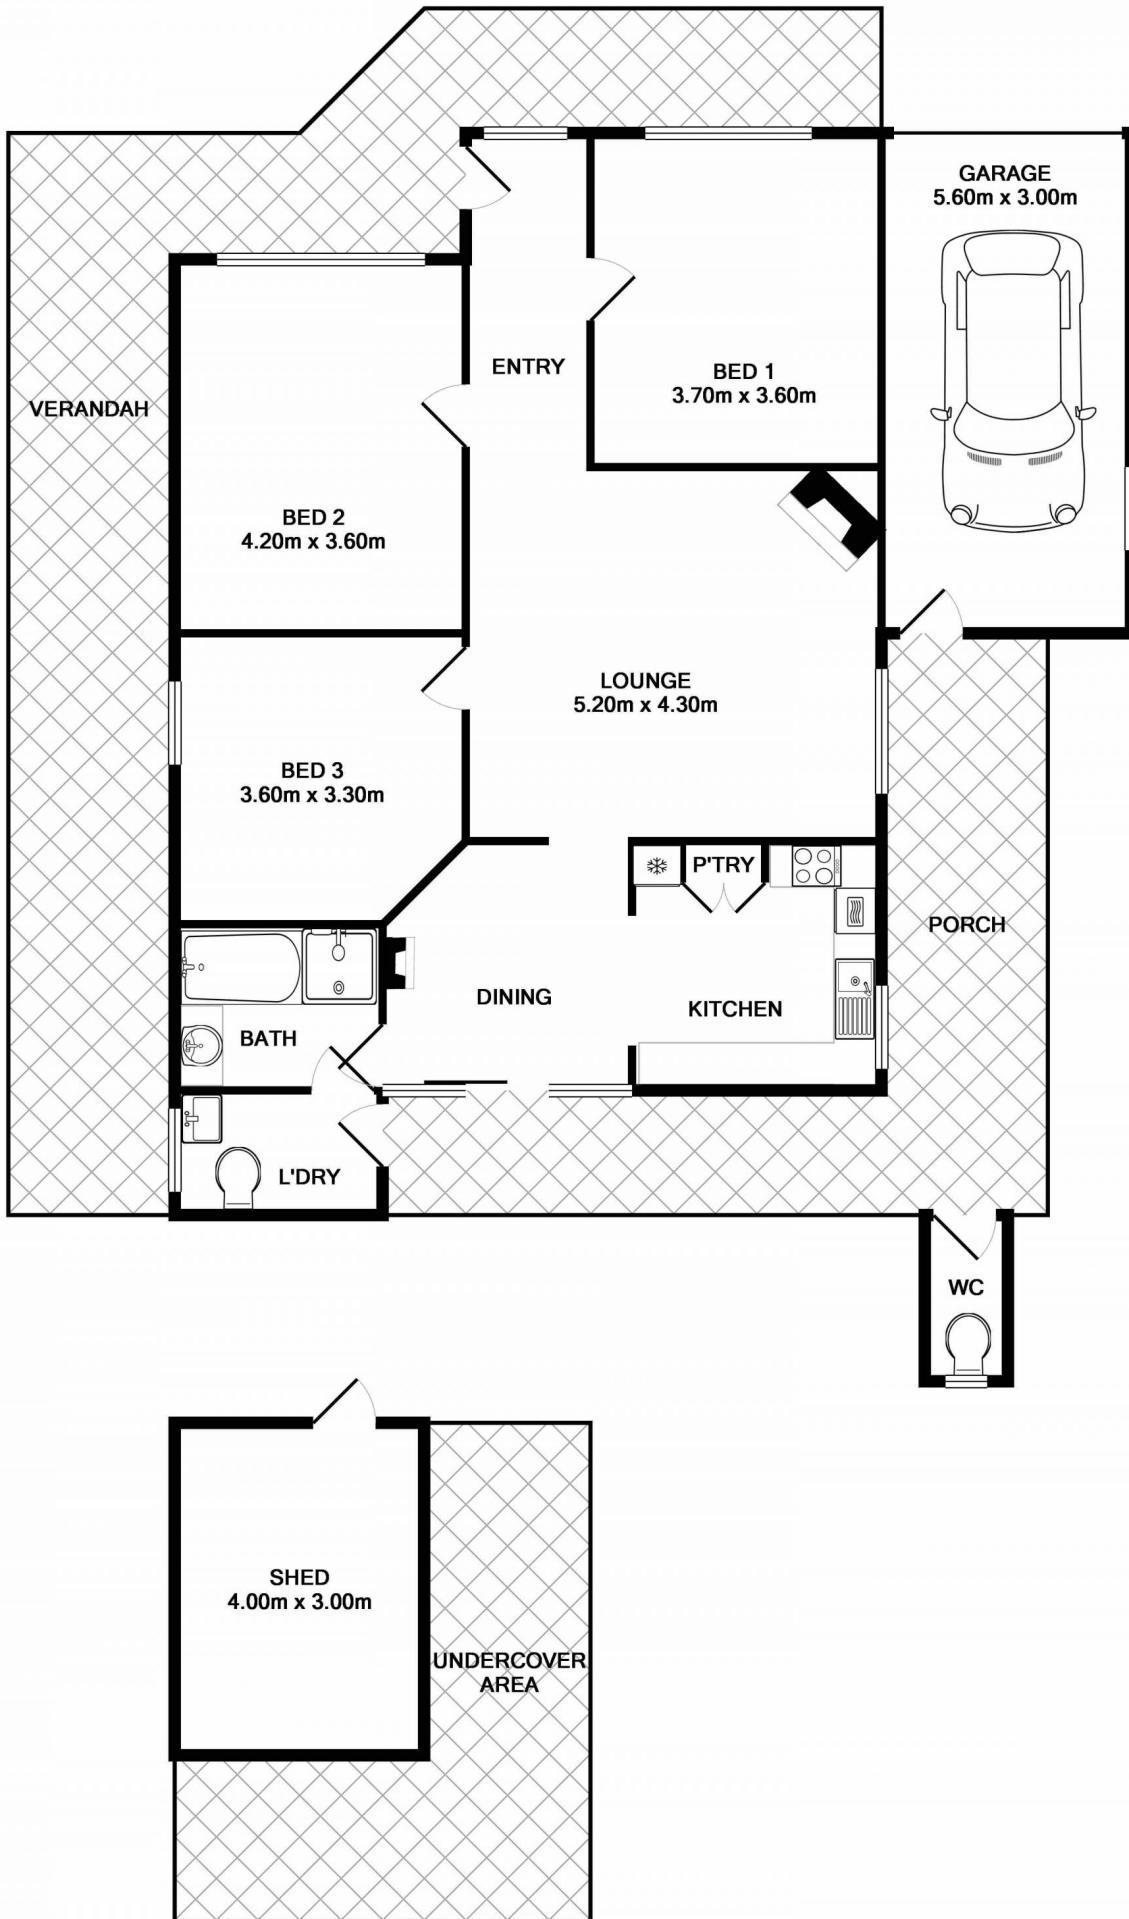 GARAGE
5.60m x 3.00m
ENTRY
BED 1
3.70m x 3.60m
VERANDAH
BED 2
4.20m x 3.60m
LOUNGE
5.20m x 4.30m
BED 3
3.60m x 3.30m
P'TRY
PORCH
DINING
KITCHEN
BATH
L'DRY
WC
SHED
4.00m x 3.00m
UNDERCOVER
AREA